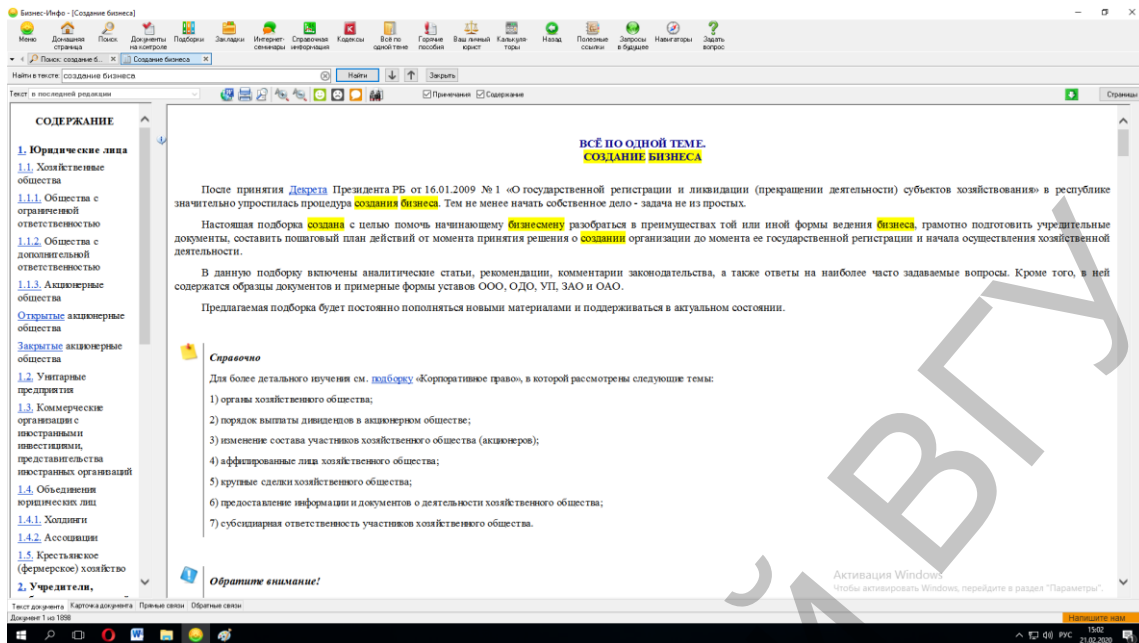 Бизнес-Инфо - [Создание бизнеса]
Меню
Домашняя страница
Поиск
Документы на контроле
Подборки
Закладки
Интернет-семинары
Справочная информация
Кодексы
Всё по одной теме
Горячие пособия
Ваш личный юрист
Калькуляторы
Назад
Полезные ссылки
Запросы в будущее
Навигаторы
Задать вопрос
Поиск: создание б...
Создание бизнеса
Найти в тексте: создание бизнеса
Найти
Закрыть
Текст в последней редакции
Примечания
Содержание
Страницы
СОДЕРЖАНИЕ
1. Юридические лица
1.1. Хозяйственные
общества
1.1.1. Общества с
ограниченной
ответственностью
1.1.2. Общества с
дополнительной
ответственностью
1.1.3. Акционерные
общества
Открытые акционерные
общества
Закрытые акционерные
общества
1.2. Унитарные
предприятия
1.3. Коммерческие
организации с
иностранными
инвестициями,
представительства
иностранных организаций
1.4. Объединения
юридических лиц
1.4.1. Холдинги
1.4.2. Ассоциации
1.5. Крестьянское
(фермерское) хозяйство
2. Учредители,
ВСЁ ПО ОДНОЙ ТЕМЕ.
СОЗДАНИЕ БИЗНЕСА
После принятия Декрета Президента РБ от 16.01.2009 № 1 «О государственной регистрации и ликвидации (прекращении деятельности) субъектов хозяйствования» в республике
значительно упростилась процедура создания бизнеса. Тем не менее начать собственное дело - задача не из простых.
Настоящая подборка создана с целью помочь начинающему бизнесмену разобраться в преимуществах той или иной формы ведения бизнеса, грамотно подготовить учредительные
документы, составить пошаговый план действий от момента принятия решения о создании организации до момента ее государственной регистрации и начала осуществления хозяйственной
деятельности.
В данную подборку включены аналитические статьи, рекомендации, комментарии законодательства, а также ответы на наиболее часто задаваемые вопросы. Кроме того, в ней
содержатся образцы документов и примерные формы уставов ООО, ОДО, УП, ЗАО и ОАО.
Предлагаемая подборка будет постоянно пополняться новыми материалами и поддерживаться в актуальном состоянии.
Справочно
Для более детального изучения см. подборку «Корпоративное право», в которой рассмотрены следующие темы:
1) органы хозяйственного общества;
2) порядок выплаты дивидендов в акционерном обществе;
3) изменение состава участников хозяйственного общества (акционеров);
4) аффилированные лица хозяйственного общества;
5) крупные сделки хозяйственного общества;
6) предоставление информации и документов о деятельности хозяйственного общества;
7) субсидиарная ответственность участников хозяйственного общества.
Обратите внимание!
Активация Windows
Чтобы активировать Windows, перейдите в раздел "Параметры".
Текст документа Карточка документа Прямые связи Обратные связи
Документ 1 из 1898
Напишите нам
РУС
15:02
21.02.2020
Й ВГУ